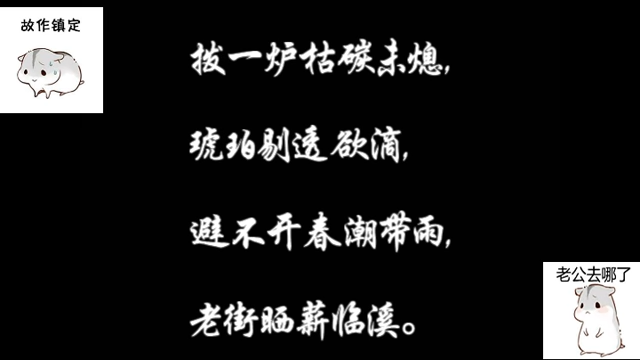 故作镇定
拨一炉枯碳未熄,
琥珀剔透欲滴,
避不开春潮带雨,
老街晒薪临溪。
老公去哪了